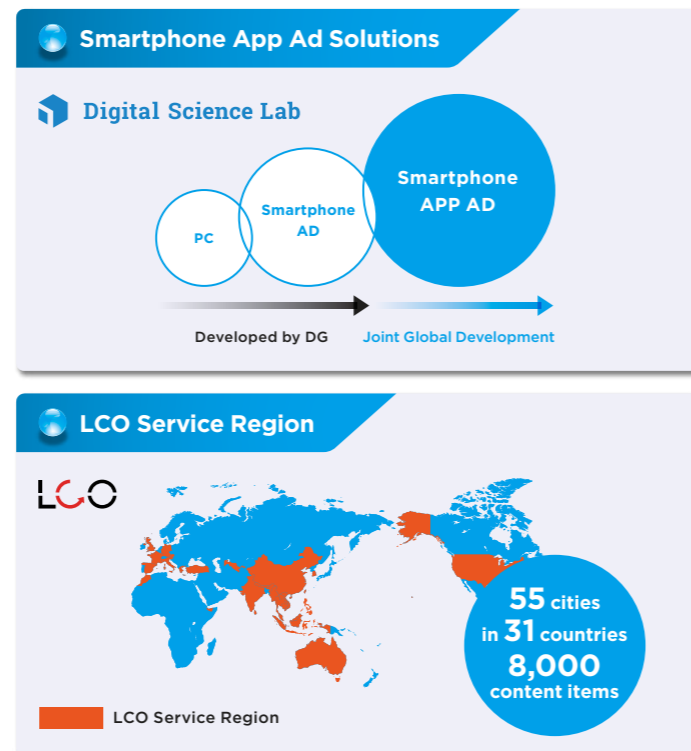 Smartphone App Ad Solutions
Digital Science Lab
PC
Smartphone
AD
Smartphone
APP AD
Developed by DG
Joint Global Development
LCO Service Region
LCO
55 cities
in 31 countries
8,000
content items
LCO Service Region